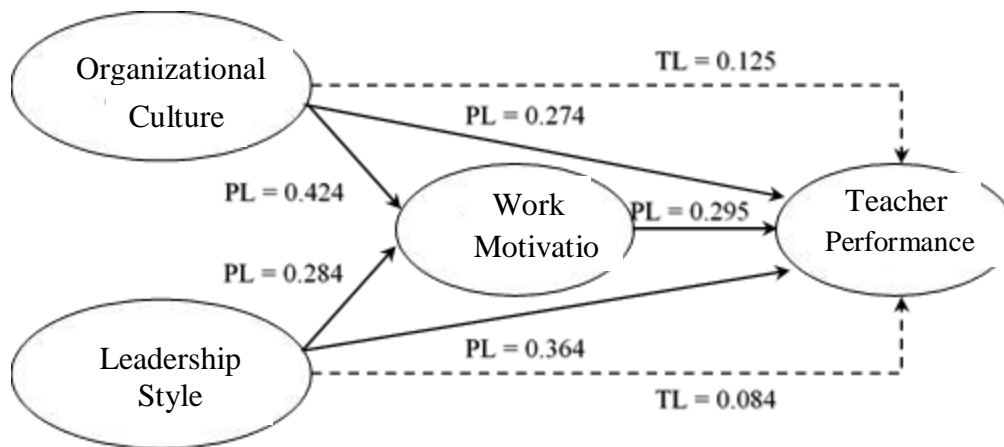 Organizational
Culture
TL = 0.125
PL = 0.274
PL = 0.424
Work
Motivatio
PL = 0.295
Teacher
Performance
PL = 0.284
Leadership
Style
PL = 0.364
TL = 0.084